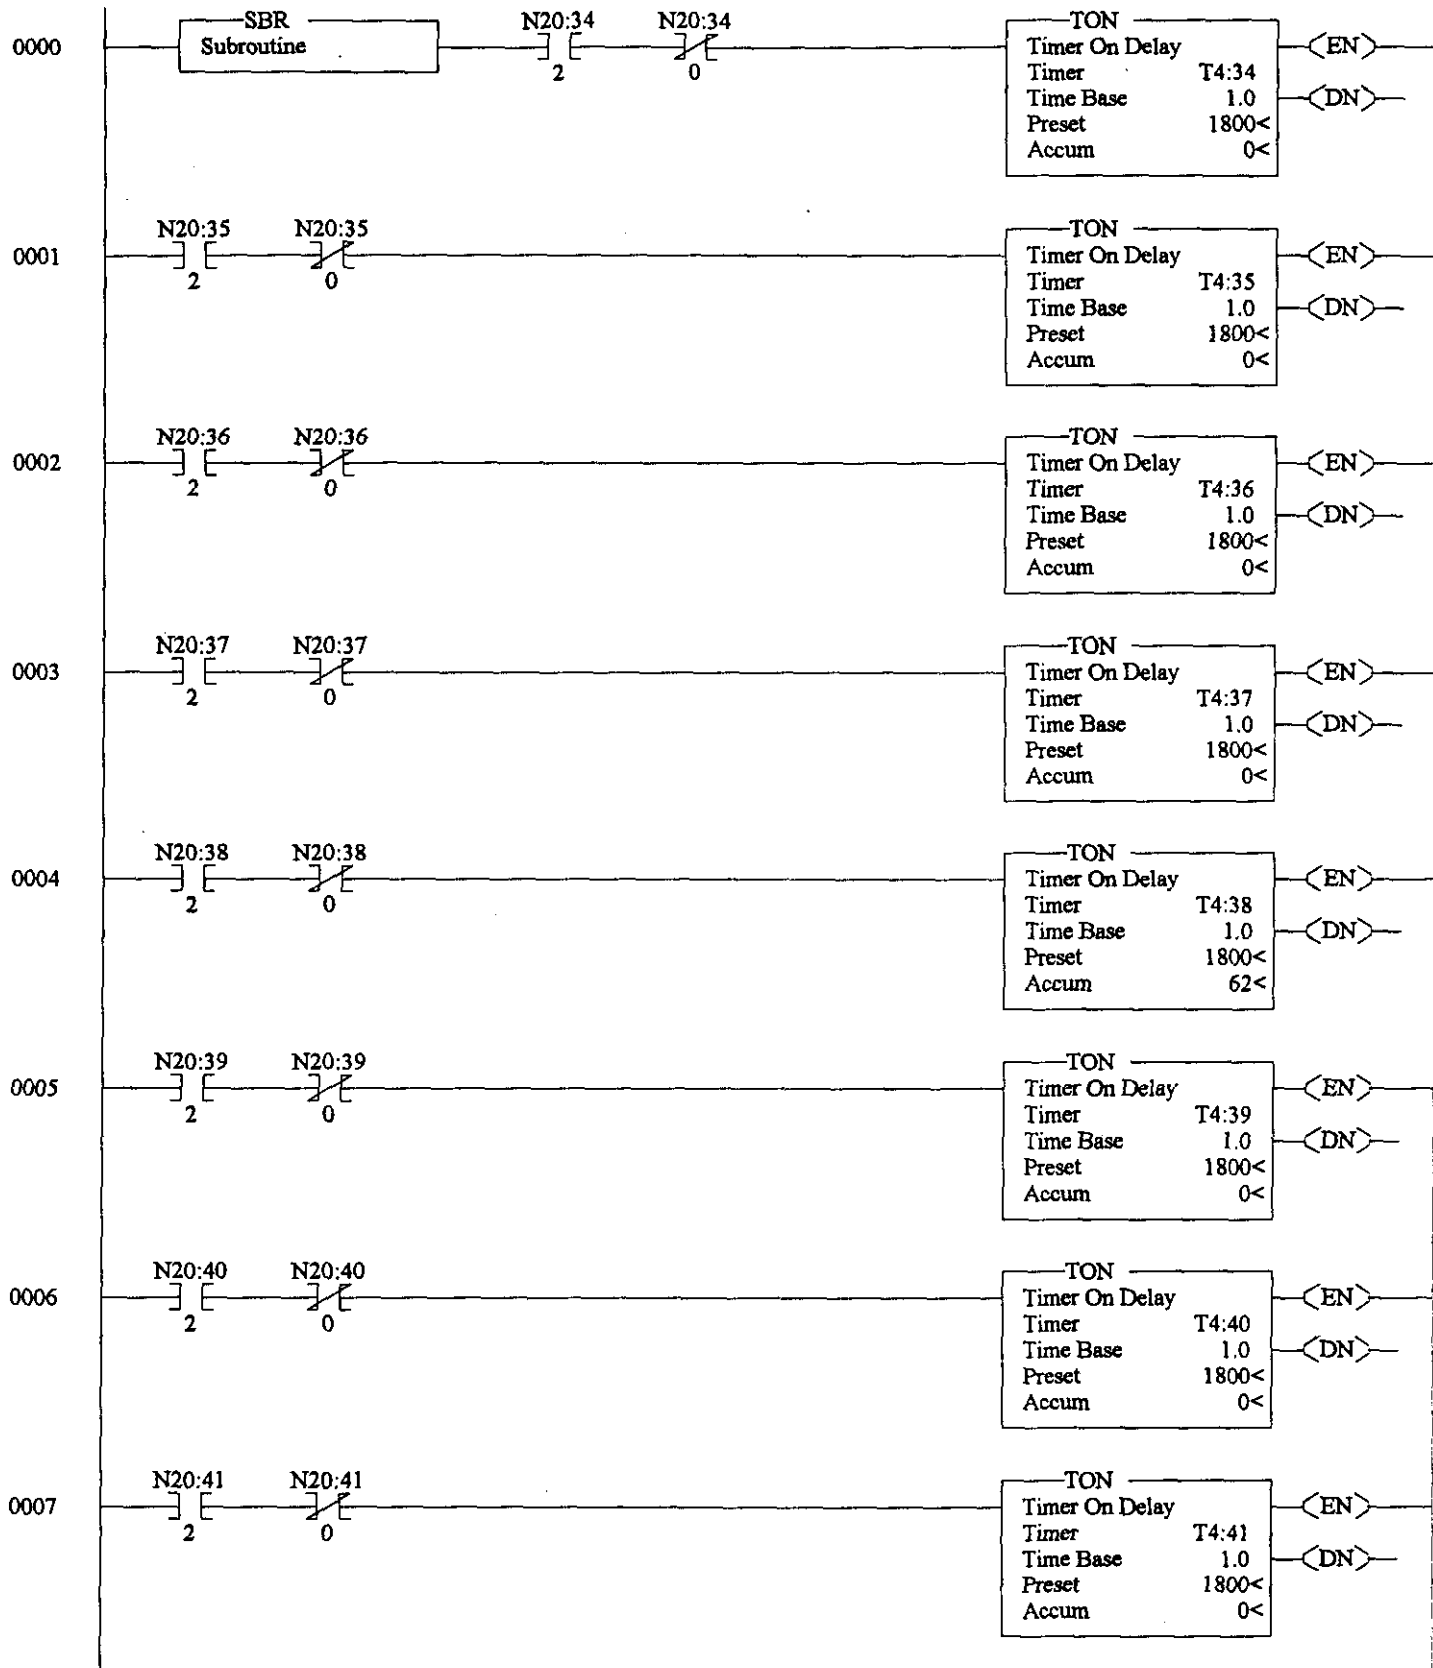 SBR
N20:34 N20:34
TON
0000
Subroutine
Timer On Delay
EN
2 0
Timer T4:34
Time Base 1.0
DN
Preset 1800<
Accum 0<
N20:35 N20:35
TON
0001
Timer On Delay
EN
2 0
Timer T4:35
Time Base 1.0
DN
Preset 1800<
Accum 0<
N20:36 N20:36
TON
0002
Timer On Delay
EN
2 0
Timer T4:36
Time Base 1.0
DN
Preset 1800<
Accum 0<
N20:37 N20:37
TON
0003
Timer On Delay
EN
2 0
Timer T4:37
Time Base 1.0
DN
Preset 1800<
Accum 0<
N20:38 N20:38
TON
0004
Timer On Delay
EN
2 0
Timer T4:38
Time Base 1.0
DN
Preset 1800<
Accum 62<
N20:39 N20:39
TON
0005
Timer On Delay
EN
2 0
Timer T4:39
Time Base 1.0
DN
Preset 1800<
Accum 0<
N20:40 N20:40
TON
0006
Timer On Delay
EN
2 0
Timer T4:40
Time Base 1.0
DN
Preset 1800<
Accum 0<
N20:41 N20:41
TON
0007
Timer On Delay
EN
2 0
Timer T4:41
Time Base 1.0
DN
Preset 1800<
Accum 0<